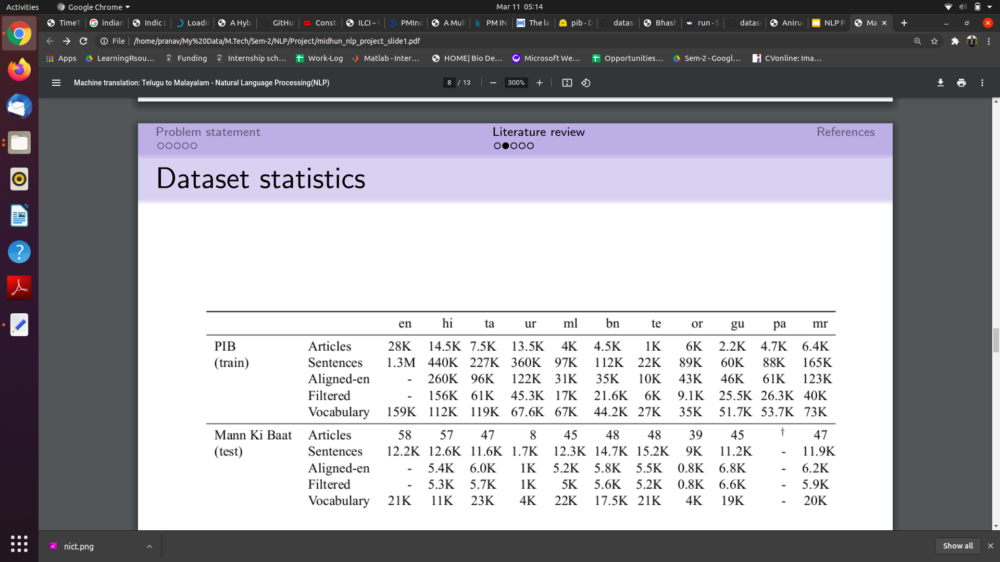 Activities Google Chrome Mar 11 05:14
TimeT indian Indic L Loadi A Hyb GitHu Const ILCI – \ PMInd A Mul PM IN The la pib · D datas Bhash run · S datas Aniru NLP P Ma
File /home/pranav/My%20Data/M.Tech/Sem-2/NLP/Project/midhun_nlp_project_slide1.pdf
Apps LearningRsou... Funding Internship sch... Work-Log Matlab - Inter... HOME| Bio De... Microsoft We... Opportunities... Sem-2 - Googl... CVonline: Ima...
Machine translation: Telugu to Malayalam - Natural Language Processing(NLP) 8 / 13 300%
Problem statement Literature review References
Dataset statistics
en hi ta ur ml bn te or gu pa mr
PIB Articles 28K 14.5K 7.5K 13.5K 4K 4.5K 1K 6K 2.2K 4.7K 6.4K
(train) Sentences 1.3M 440K 227K 360K 97K 112K 22K 89K 60K 88K 165K
Aligned-en - 260K 96K 122K 31K 35K 10K 43K 46K 61K 123K
Filtered - 156K 61K 45.3K 17K 21.6K 6K 9.1K 25.5K 26.3K 40K
Vocabulary 159K 112K 119K 67.6K 67K 44.2K 27K 35K 51.7K 53.7K 73K
Mann Ki Baat Articles 58 57 47 8 45 48 48 39 45 † 47
(test) Sentences 12.2K 12.6K 11.6K 1.7K 12.3K 14.7K 15.2K 9K 11.2K - 11.9K
Aligned-en - 5.4K 6.0K 1K 5.2K 5.8K 5.5K 0.8K 6.8K - 6.2K
Filtered - 5.3K 5.7K 1K 5K 5.6K 5.2K 0.8K 6.6K - 5.9K
Vocabulary 21K 11K 23K 4K 22K 17.5K 21K 4K 19K - 20K
nict.png Show all